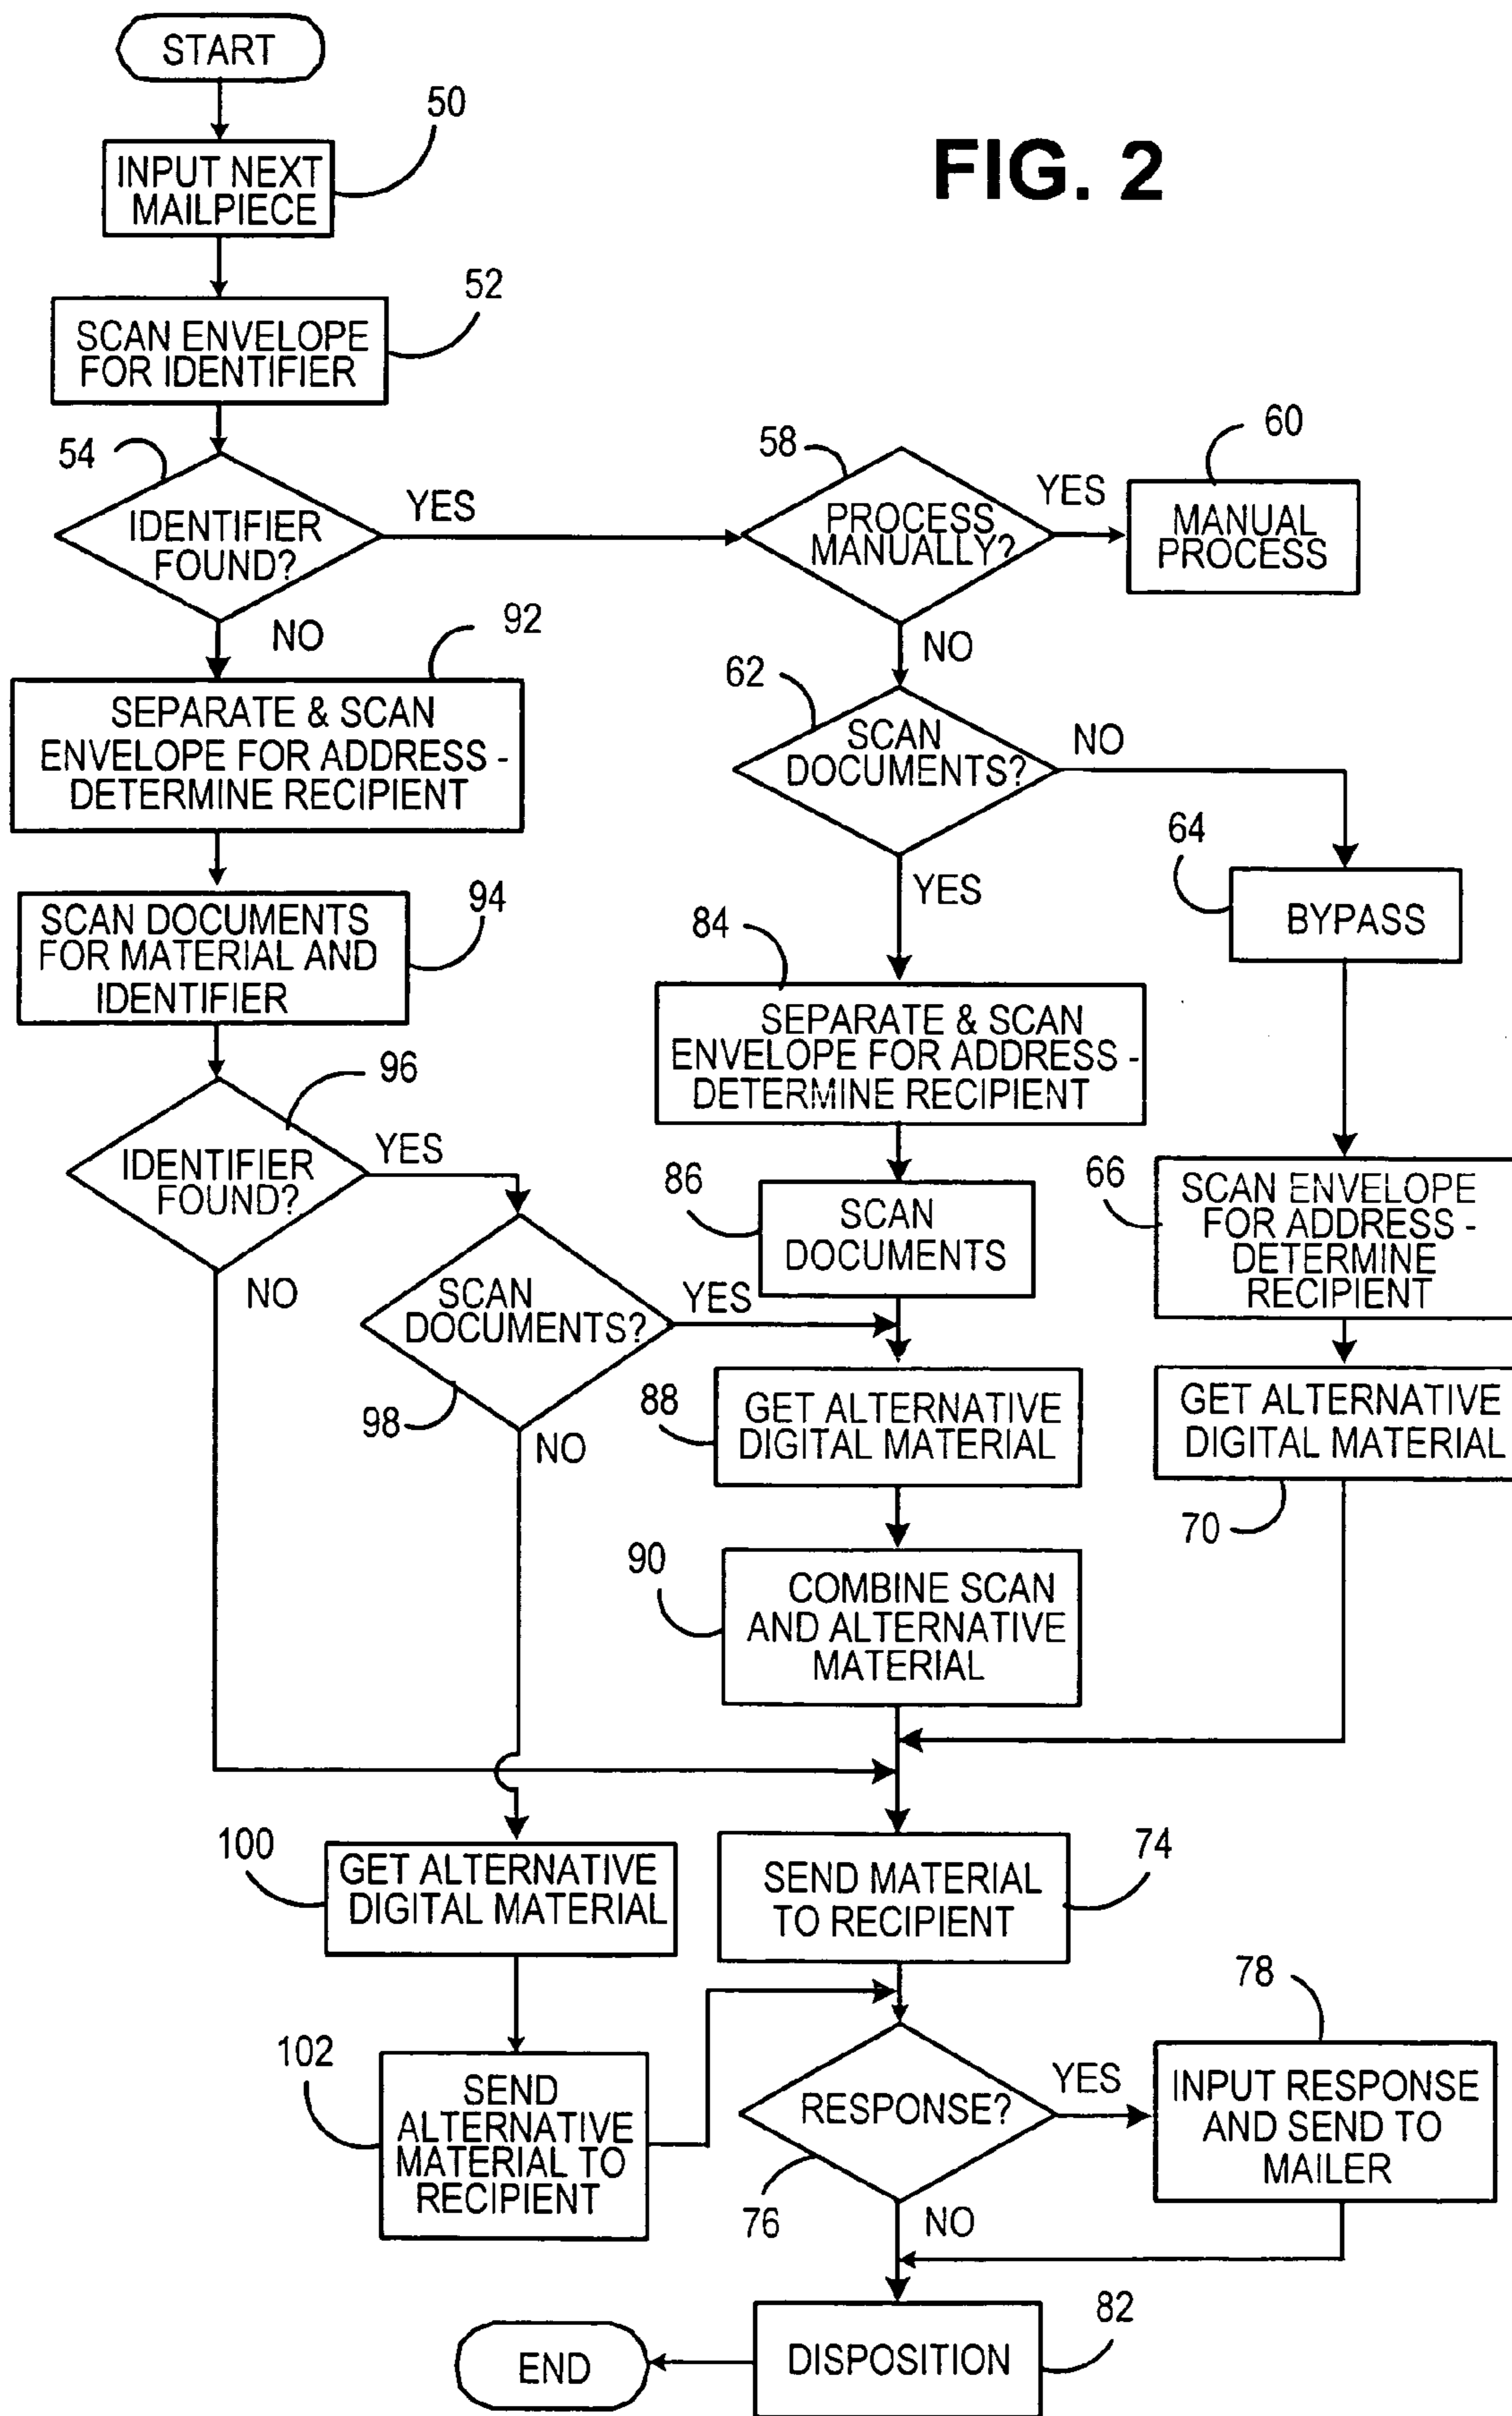 START
50
FIG. 2
INPUT NEXT
MAILPIECE
52
SCAN ENVELOPE
FOR IDENTIFIER
54
IDENTIFIER
FOUND?
YES
NO
58
PROCESS
MANUALLY?
YES
NO
60
MANUAL
PROCESS
92
SEPARATE & SCAN
ENVELOPE FOR ADDRESS -
DETERMINE RECIPIENT
62
SCAN
DOCUMENTS?
NO
YES
64
BYPASS
94
SCAN DOCUMENTS
FOR MATERIAL AND
IDENTIFIER
84
SEPARATE & SCAN
ENVELOPE FOR ADDRESS -
DETERMINE RECIPIENT
96
IDENTIFIER
FOUND?
YES
NO
86
SCAN
DOCUMENTS
66
SCAN ENVELOPE
FOR ADDRESS -
DETERMINE
RECIPIENT
98
SCAN
DOCUMENTS?
YES
NO
88
GET ALTERNATIVE
DIGITAL MATERIAL
GET ALTERNATIVE
DIGITAL MATERIAL
70
90
COMBINE SCAN
AND ALTERNATIVE
MATERIAL
100
GET ALTERNATIVE
DIGITAL MATERIAL
74
SEND MATERIAL
TO RECIPIENT
102
SEND
ALTERNATIVE
MATERIAL TO
RECIPIENT
76
RESPONSE?
YES
NO
78
INPUT RESPONSE
AND SEND TO
MAILER
82
DISPOSITION
END